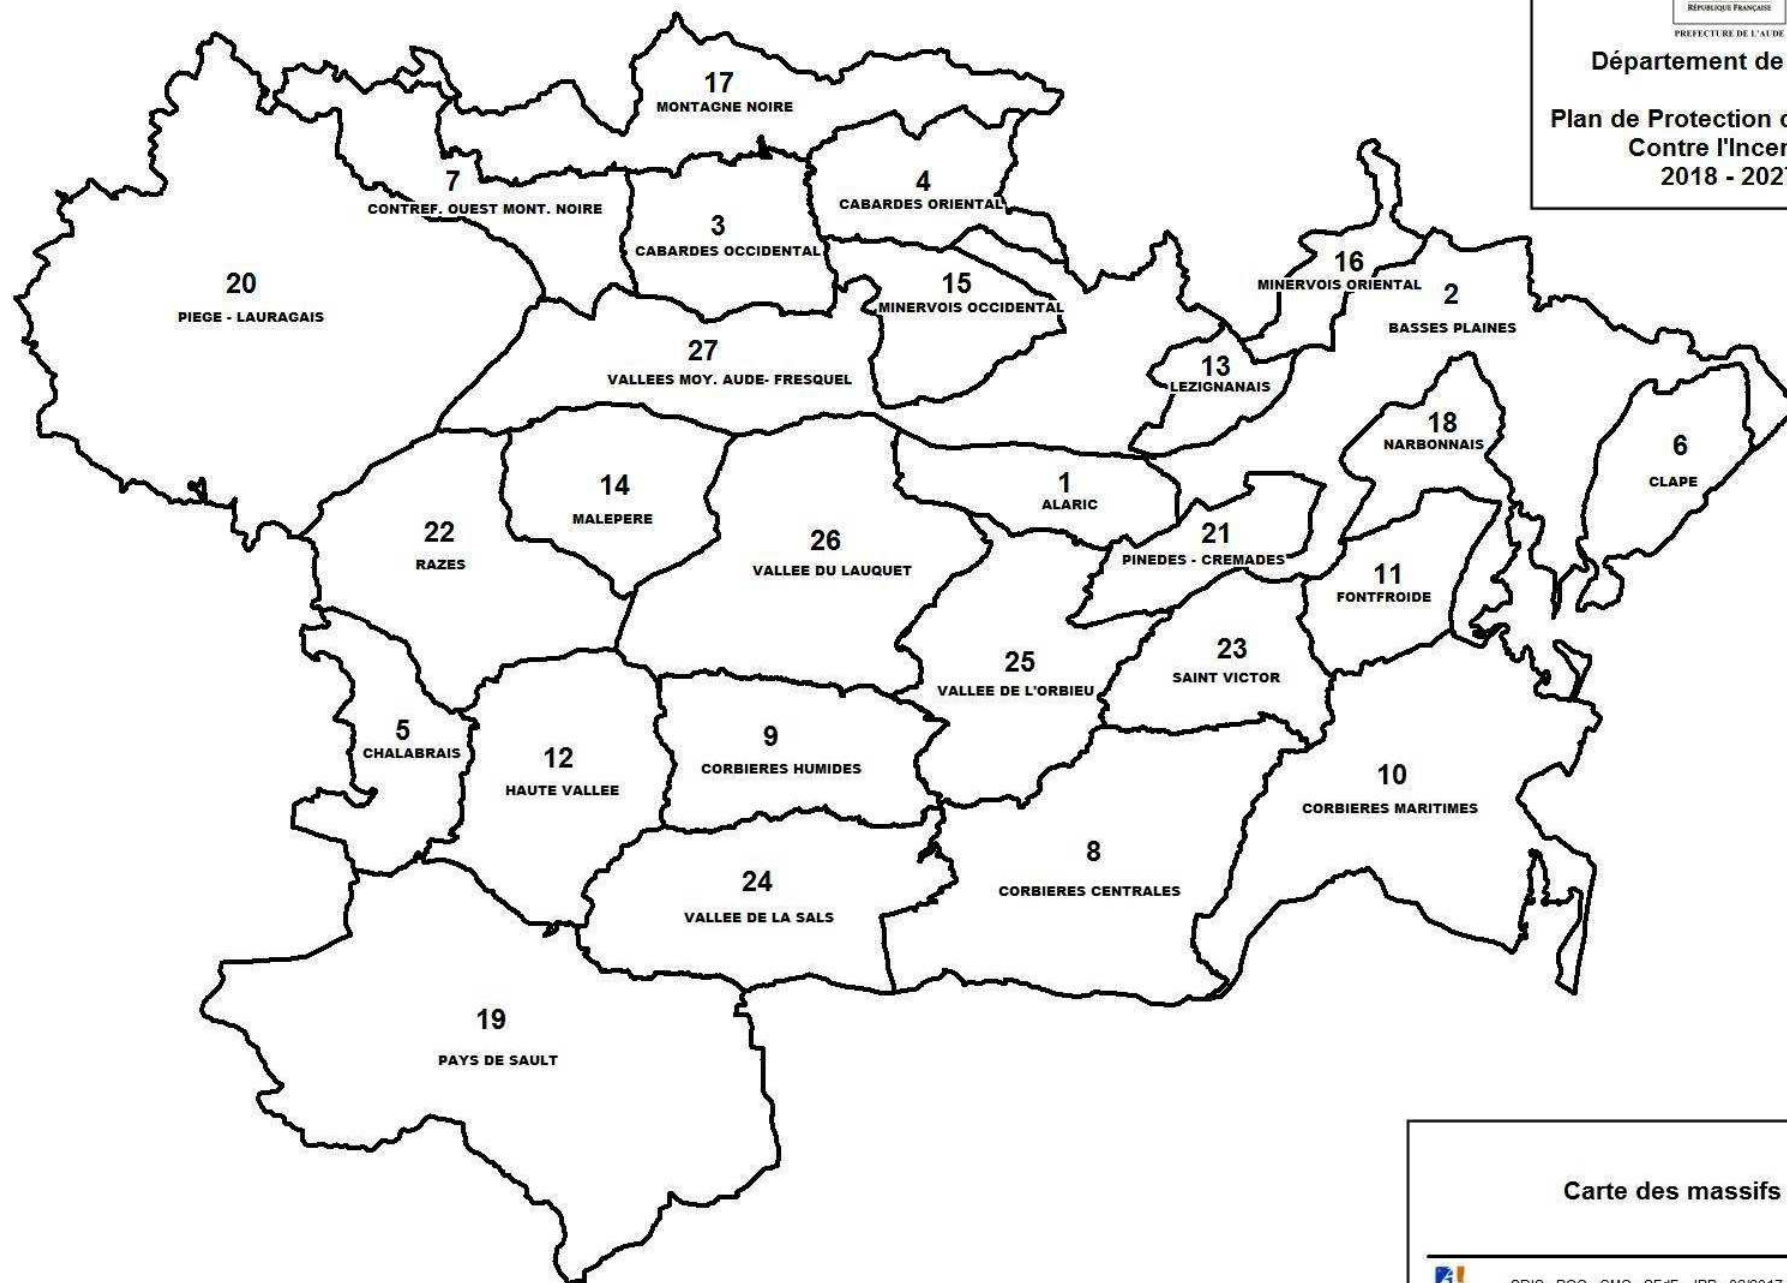 RÉPUBLIQUE FRANÇAISE
PREFECTURE DE L'AUDE
Département de
Plan de Protection
Contre l'Incen
2018 - 2027
17
MONTAGNE NOIRE
7
CONTREF. OUEST MONT. NOIRE
4
CABARDES ORIENTAL
3
CABARDES OCCIDENTAL
20
PIEGE - LAURAGAIS
15
MINERVOIS OCCIDENTAL
16
MINERVOIS ORIENTAL
2
BASSES PLAINES
27
VALLEES MOY. AUDE- FRESQUEL
13
LEZIGNANAIS
18
NARBONNAIS
6
CLAPE
14
MALEPERE
1
ALARIC
22
RAZES
26
VALLEE DU LAUQUET
21
PINEDES - CREMADES
11
FONTFROIDE
25
VALLEE DE L'ORBIEU
23
SAINT VICTOR
5
CHALABRAIS
12
HAUTE VALLEE
9
CORBIERES HUMIDES
10
CORBIERES MARITIMES
8
CORBIERES CENTRALES
24
VALLEE DE LA SALS
19
PAYS DE SAULT
Carte des massifs